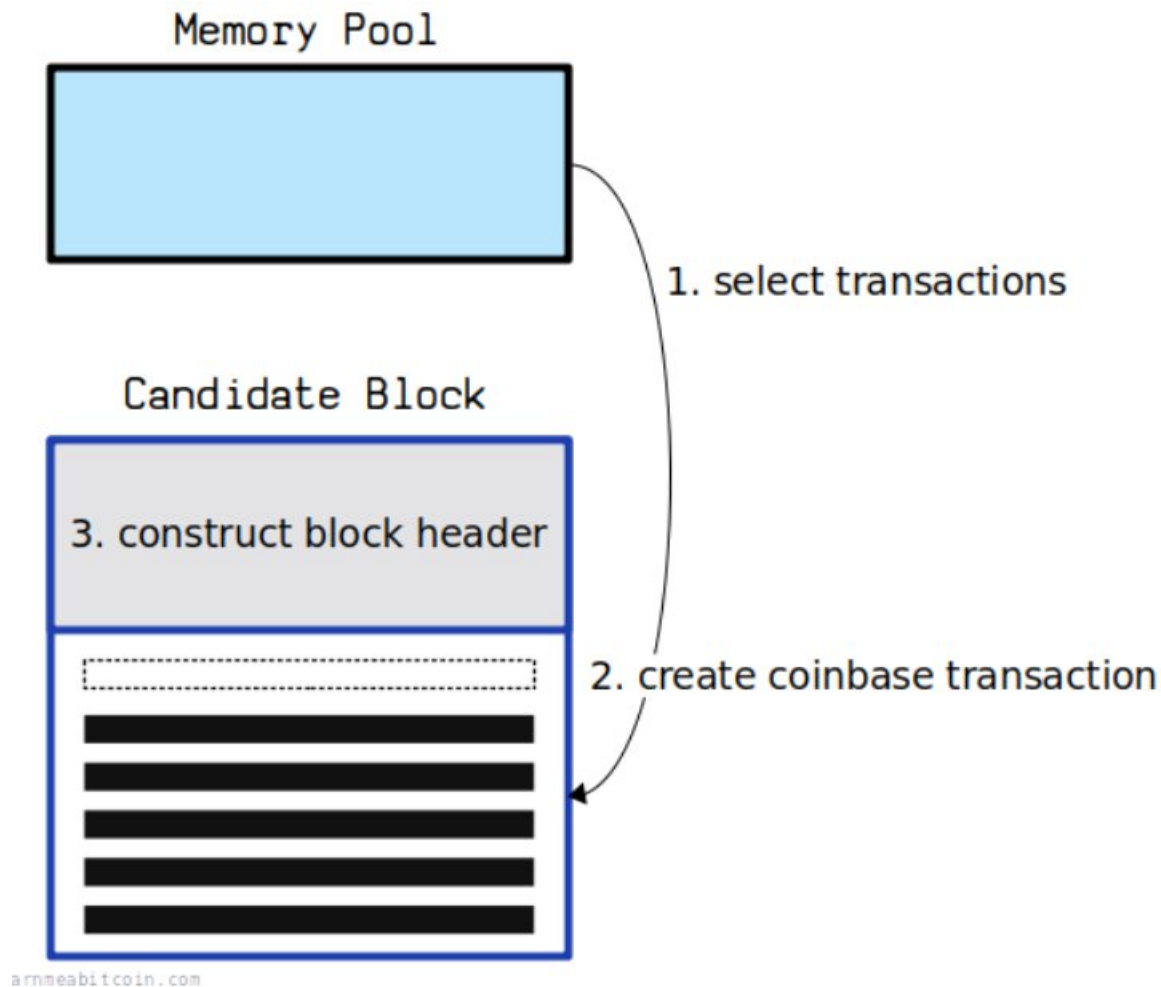 Memory Pool
1. select transactions
Candidate Block
3. construct block header
2. create coinbase transaction
arnmeabitcoin.com